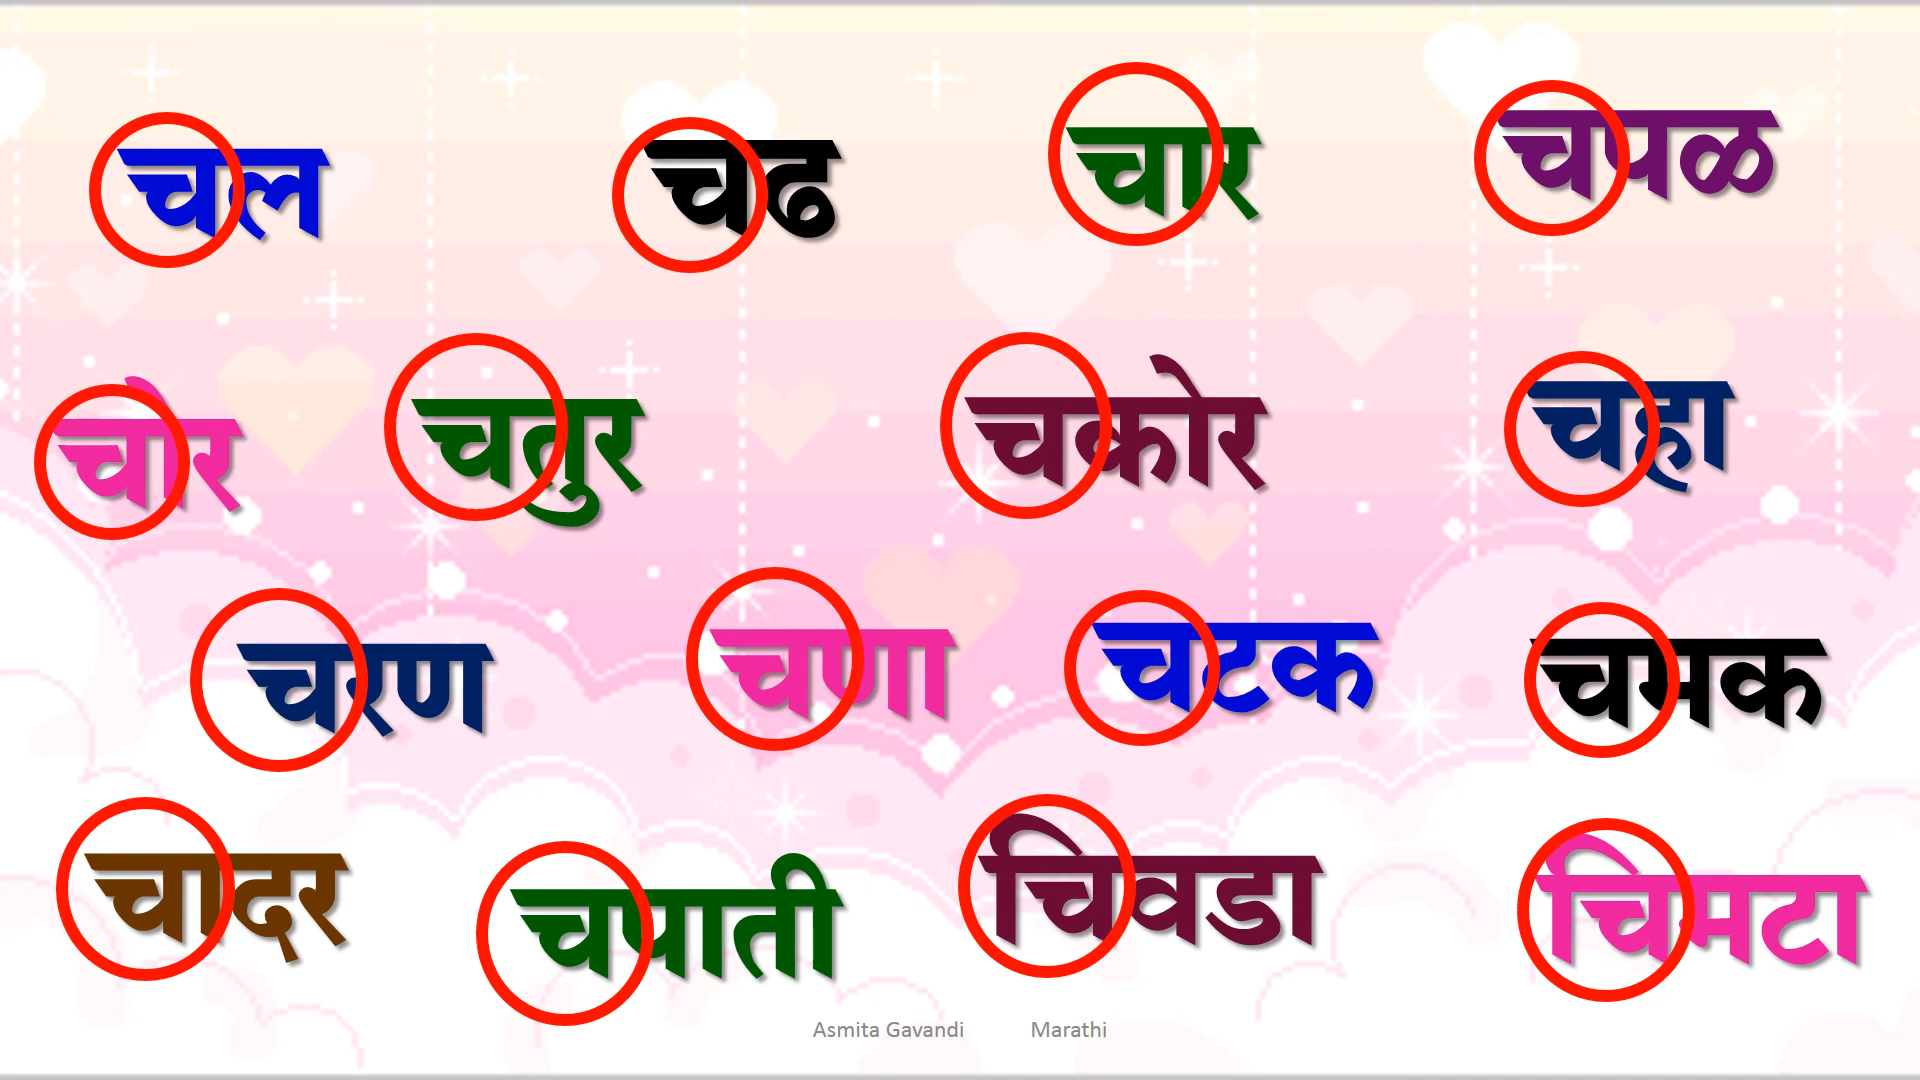 चल चढ चार चपळ
चोर चतुर चकोर चहा
चरण चणा चटक चमक
चादर चपाती चिवडा चिमटा
Asmita Gavandi Marathi